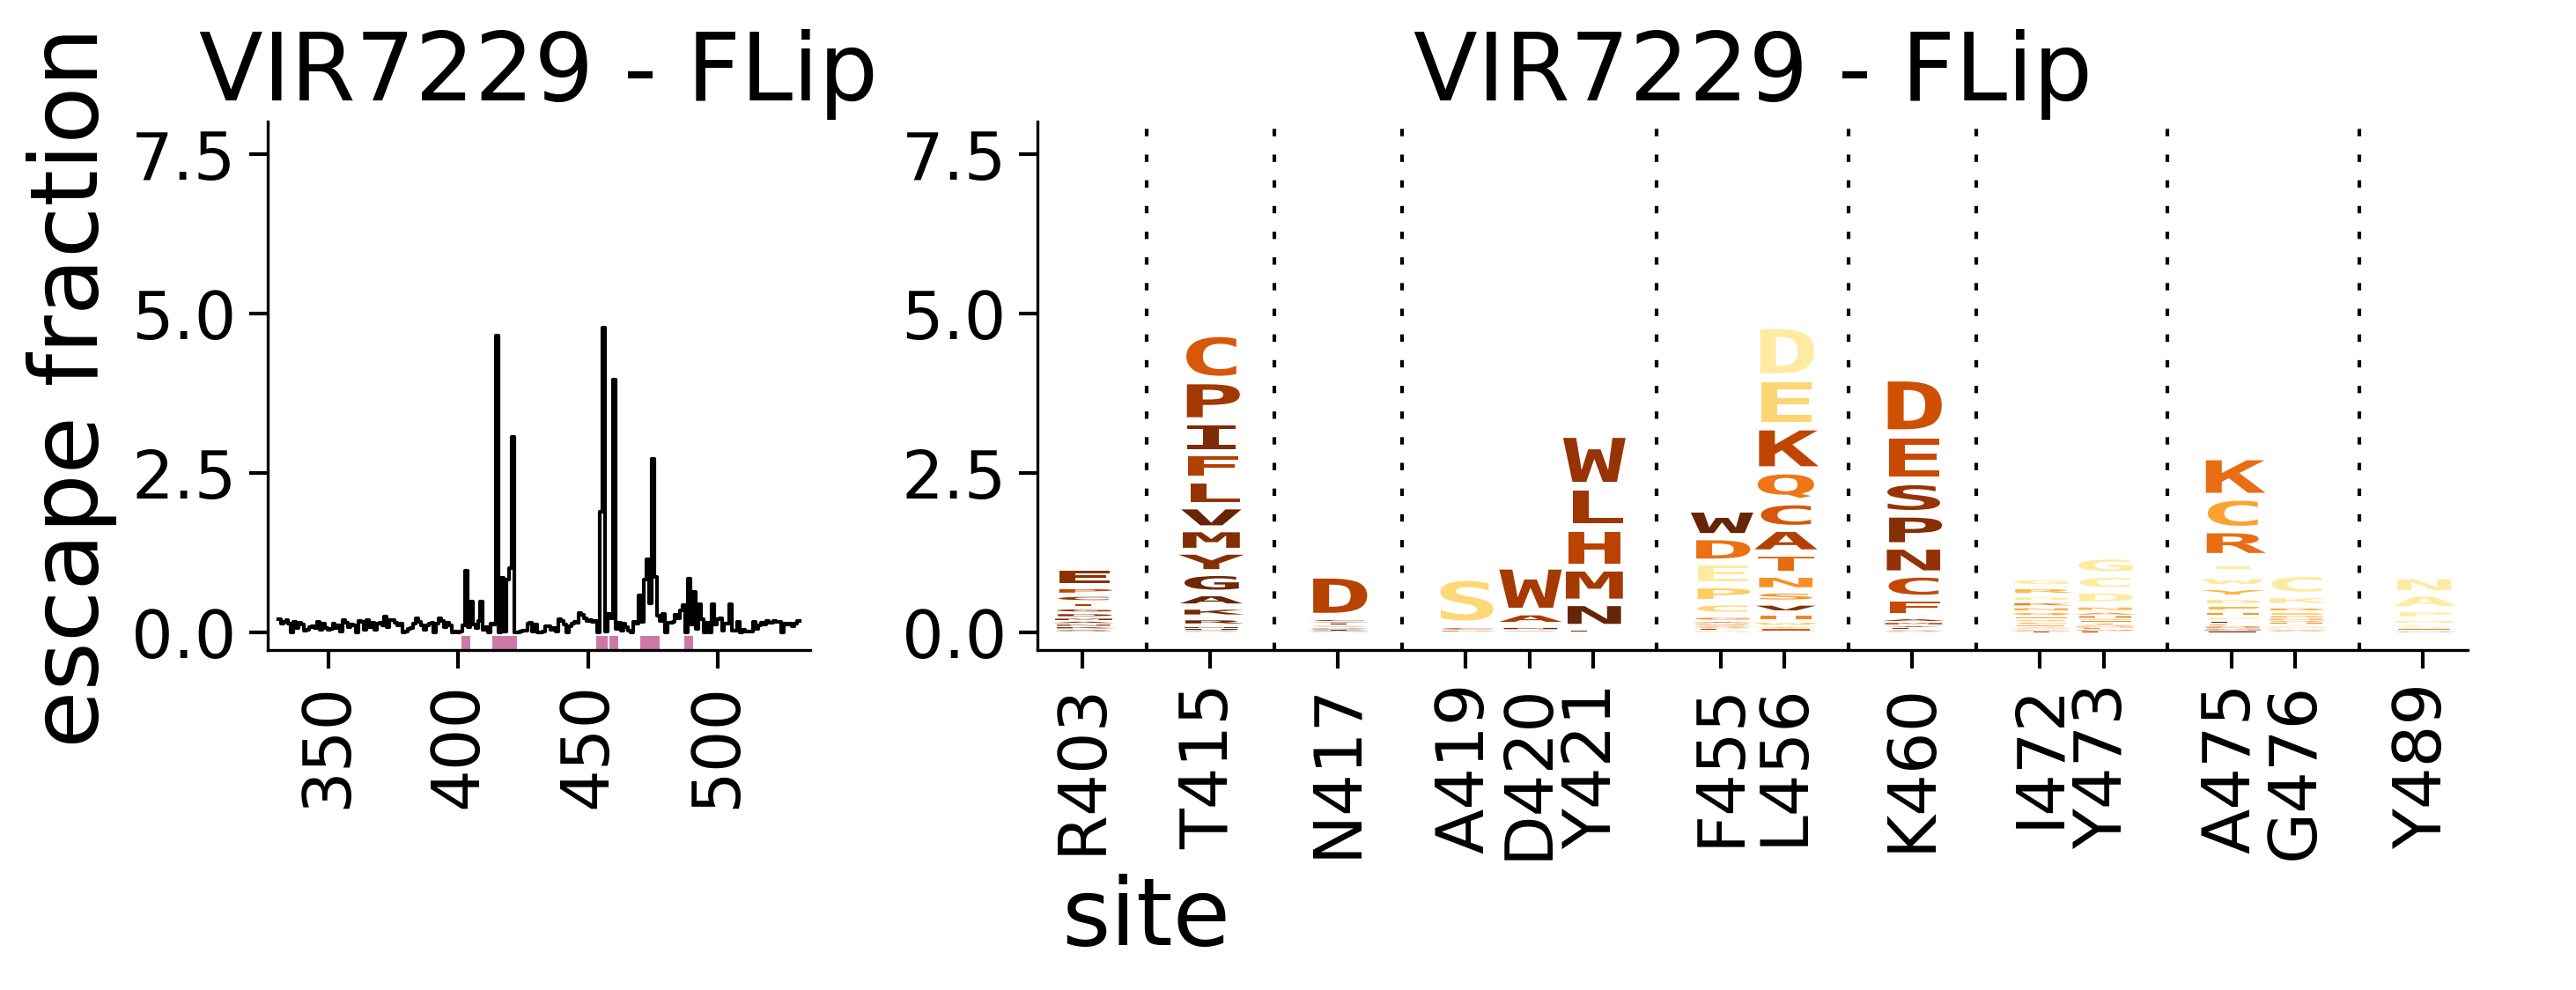 VIR7229 - FLip
escape fraction
7.5
5.0
2.5
0.0
350
400
450
500
VIR7229 - FLip
7.5
5.0
2.5
0.0
C
P
I
F
L
V
M
Y
G
A
D
S
W
A
W
L
H
M
N
W
D
E
P
C
D
E
K
Q
C
A
I
N
S
V
D
E
S
P
N
C
F
G
C
D
K
C
R
C
N
A
R403
T415
N417
A419
D420
Y421
F455
L456
K460
I472
Y473
A475
G476
Y489
site